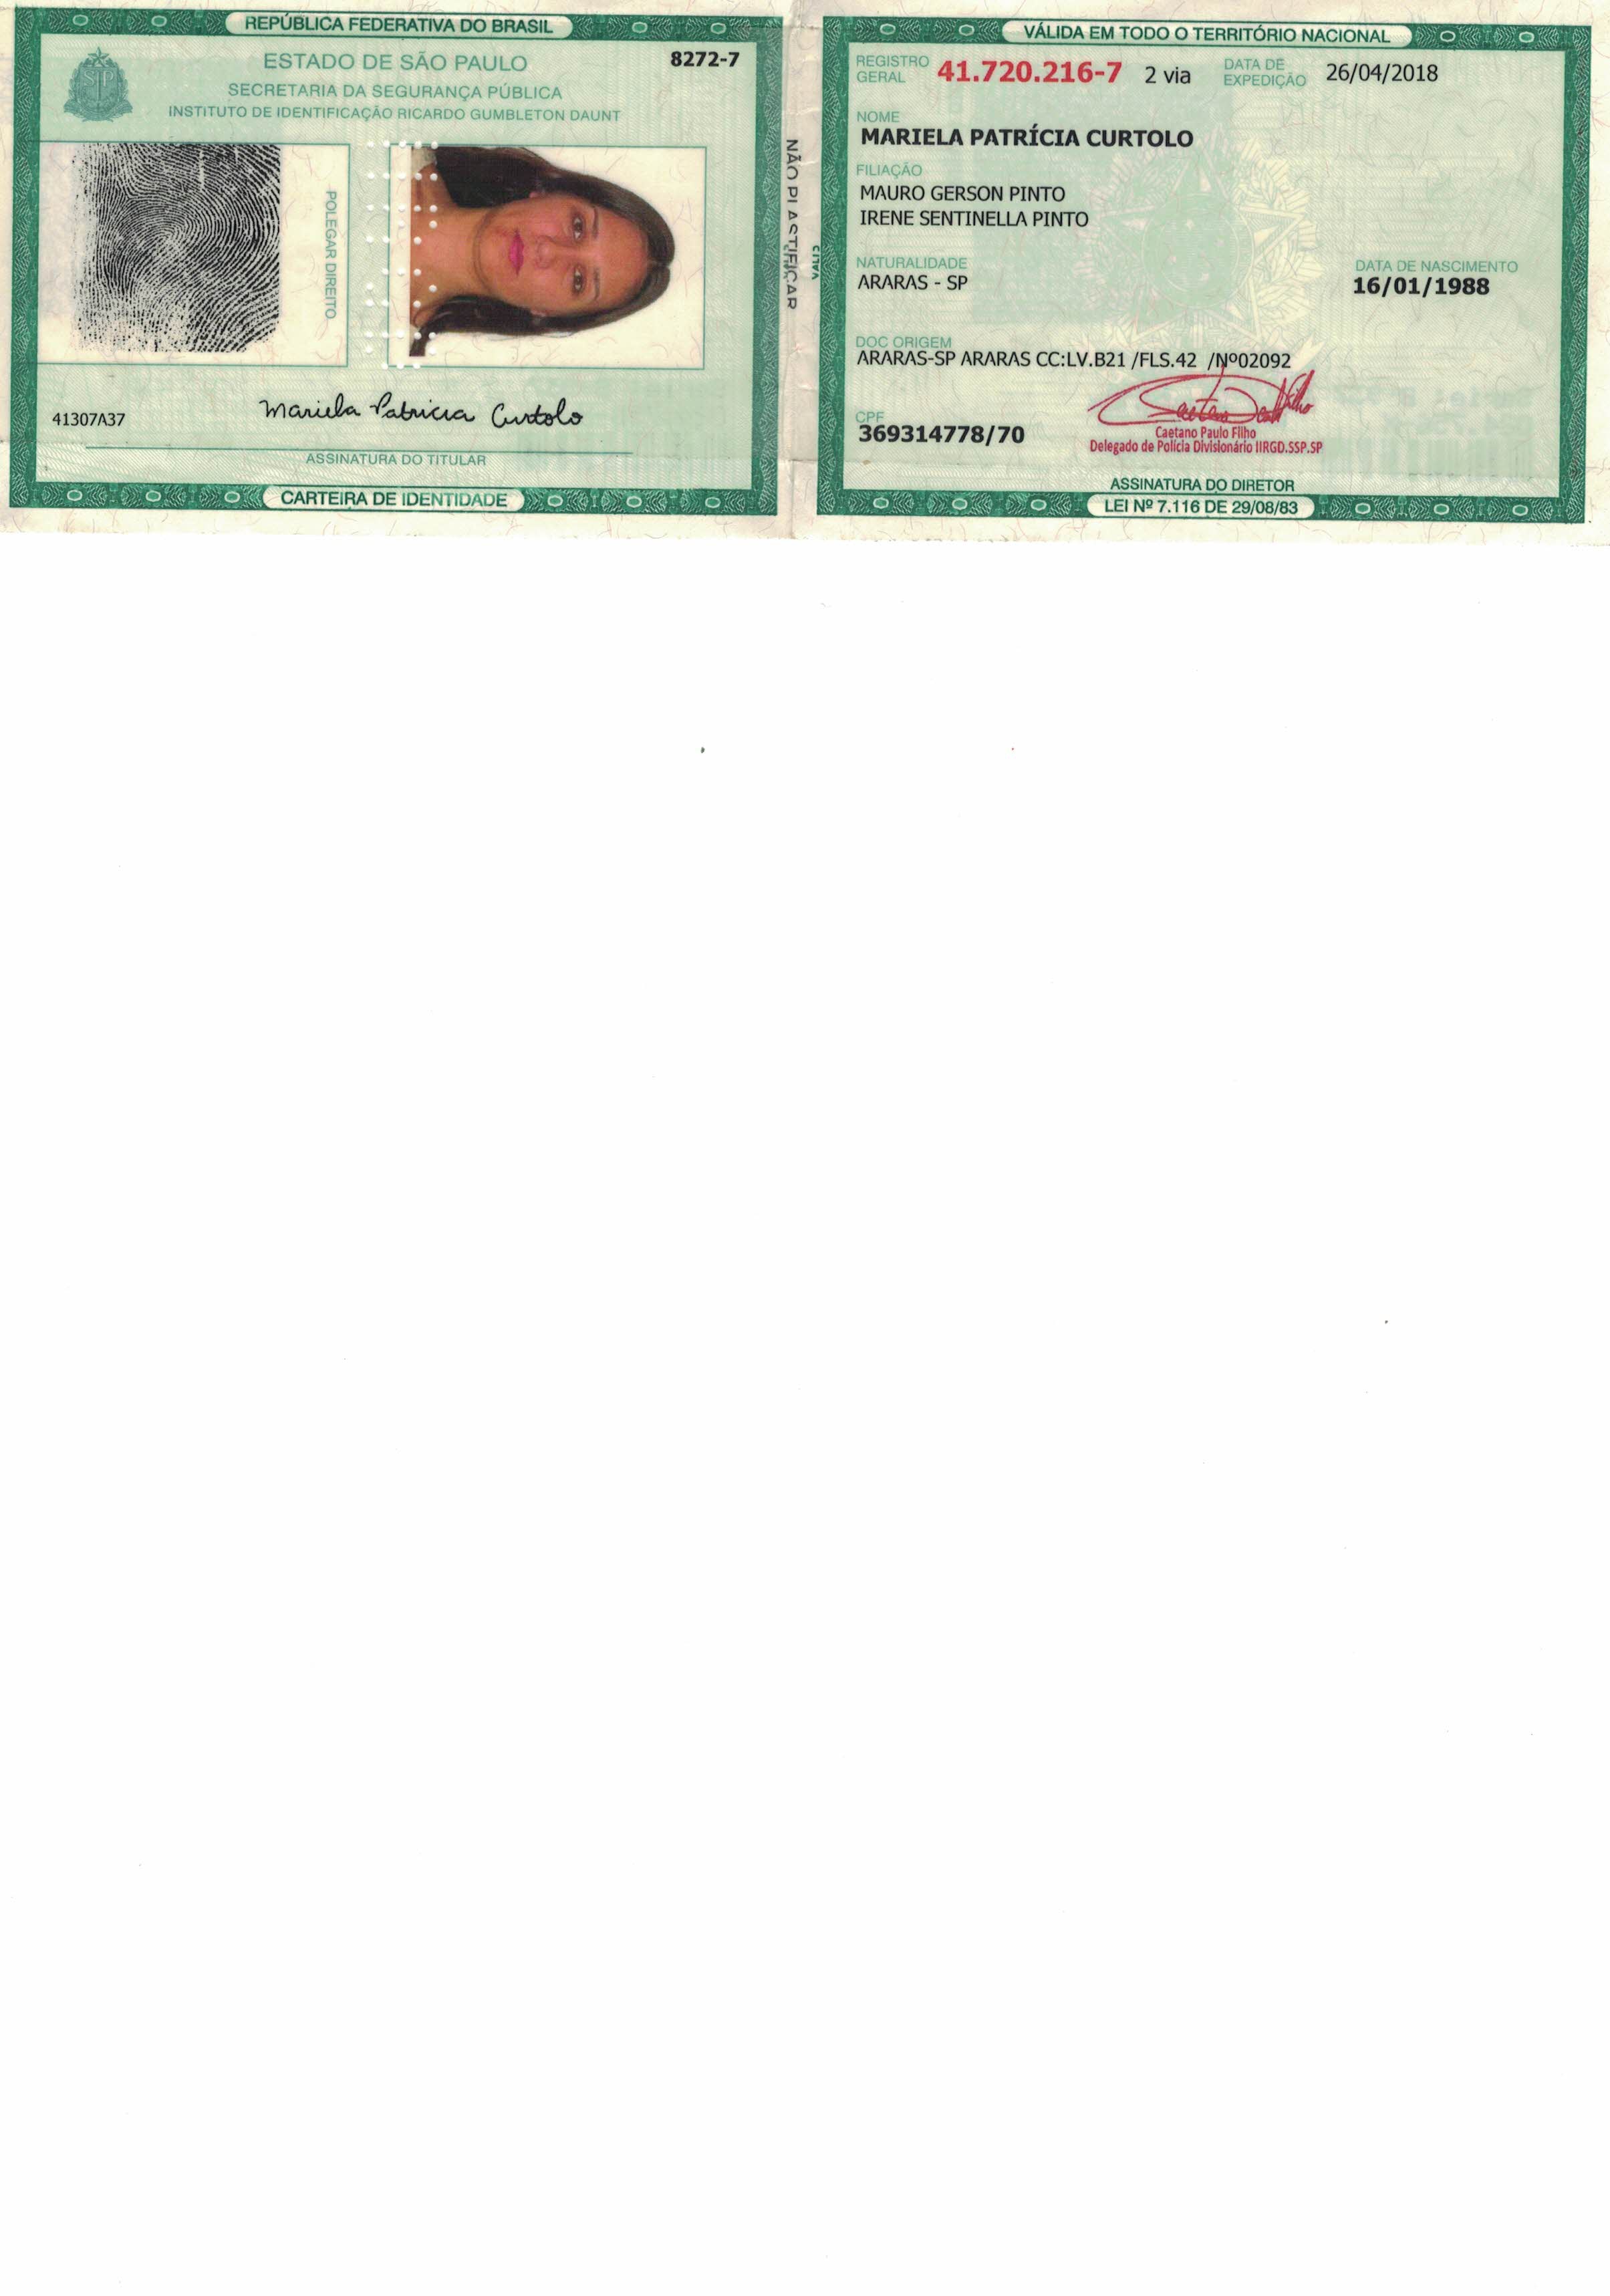 REPÚBLICA FEDERATIVA DO BRASIL
ESTADO DE SÃO PAULO
8272-7
SECRETARIA DA SEGURANÇA PÚBLICA
INSTITUTO DE IDENTIFICAÇÃO RICARDO GUMBLETON DAUNT
POLEGAR DIREITO
41307A37
Mariela Patricia Curtolo
ASSINATURA DO TITULAR
CARTEIRA DE IDENTIDADE
NÃO PLASTIFICAR
VÁLIDA EM TODO O TERRITÓRIO NACIONAL
REGISTRO GERAL 41.720.216-7 2 via DATA DE EXPEDIÇÃO 26/04/2018
NOME
MARIELA PATRÍCIA CURTOLO
FILIAÇÃO
MAURO GERSON PINTO
IRENE SENTINELLA PINTO
NATURALIDADE
ARARAS - SP
DATA DE NASCIMENTO
16/01/1988
DOC ORIGEM
ARARAS-SP ARARAS CC:LV.B21 /FLS.42 /Nº02092
CPF
369314778/70
Caetano Paulo Filho
Delegado de Polícia Divisionário IIRGD.SSP.SP
ASSINATURA DO DIRETOR
LEI Nº 7.116 DE 29/08/83